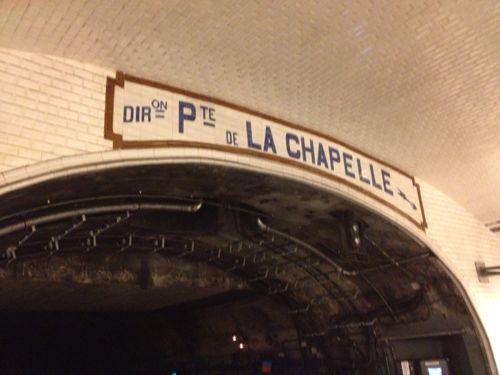 DIRON PTE DE LA CHAPELLE